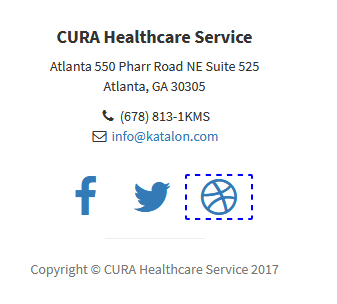 CURA Healthcare Service
Atlanta 550 Pharr Road NE Suite 525
Atlanta, GA 30305
(678) 813-1KMS
info@katalon.com
Copyright © CURA Healthcare Service 2017